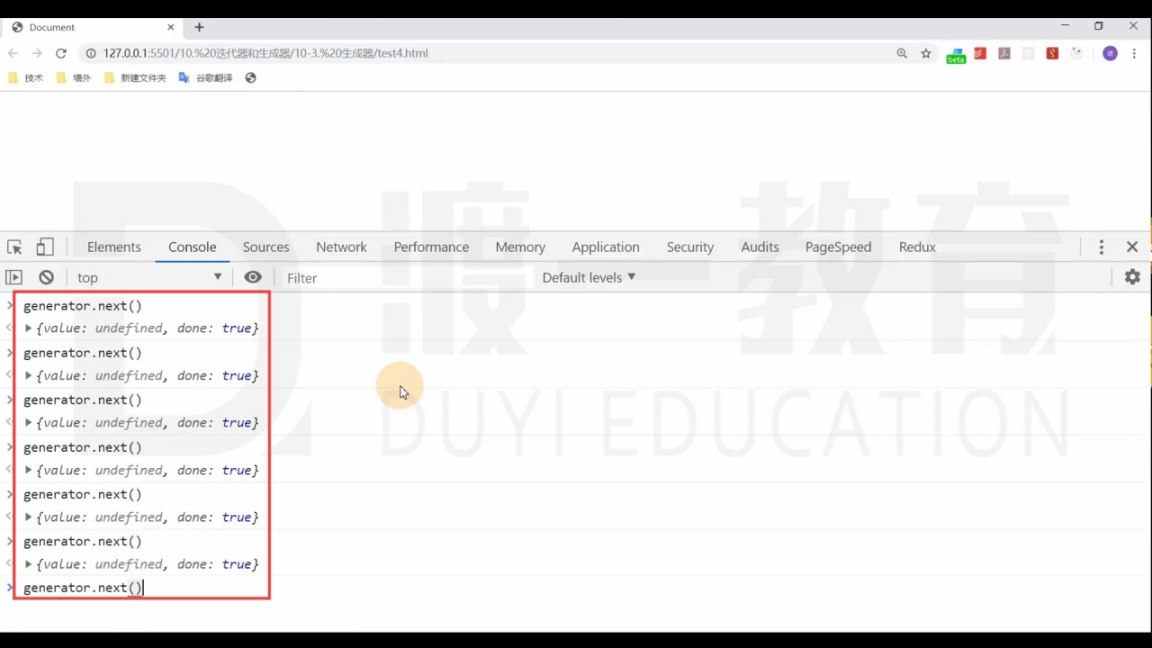 Document
127.0.0.1:5501/10.%20迭代器和生成器/10-3.%20生成器/test4.html
beta
技术 墙外 新建文件夹 谷歌翻译
渡一教育
DUYI EDUCATION
Elements Console Sources Network Performance Memory Application Security Audits PageSpeed Redux
top Filter Default levels
generator.next()
{value: undefined, done: true}
generator.next()
{value: undefined, done: true}
generator.next()
{value: undefined, done: true}
generator.next()
{value: undefined, done: true}
generator.next()
{value: undefined, done: true}
generator.next()
{value: undefined, done: true}
generator.next()